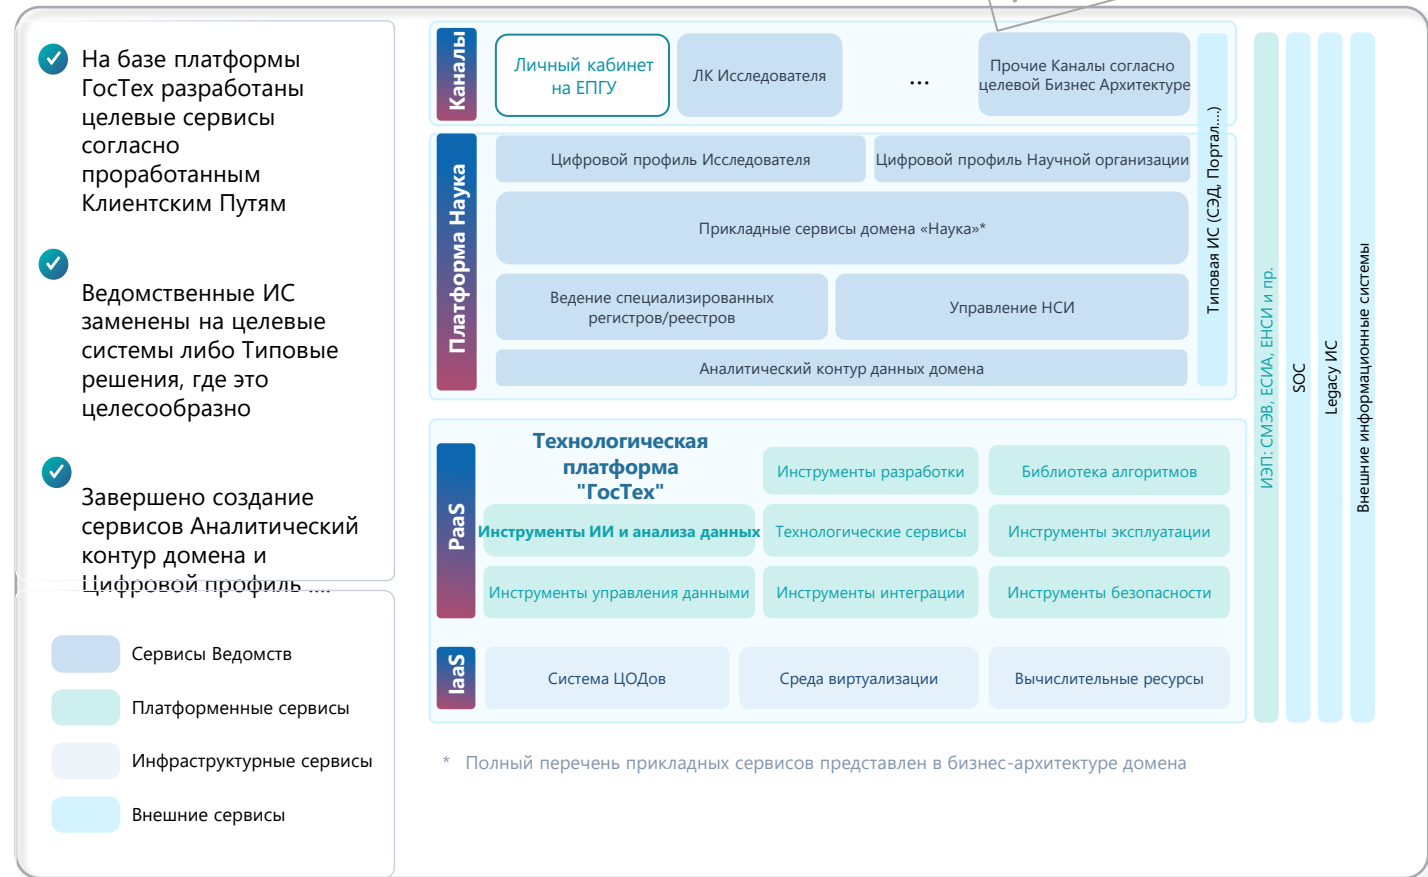 На базе платформы
ГосТех разработаны
целевые сервисы
согласно
проработанным
Клиентским Путям
Ведомственные ИС
заменены на целевые
системы либо Типовые
решения, где это
целесообразно
Завершено создание
сервисов Аналитический
контур домена и
Цифровой профиль ....
Сервисы Ведомств
Платформенные сервисы
Инфраструктурные сервисы
Внешние сервисы
Каналы
Личный кабинет
на ЕПГУ
ЛК Исследователя
...
Прочие Каналы согласно
целевой Бизнес Архитектуре
Платформа Наука
Цифровой профиль Исследователя
Цифровой профиль Научной организации
Прикладные сервисы домена «Наука»*
Ведение специализированных
регистров/реестров
Управление НСИ
Аналитический контур данных домена
Типовая ИС (СЭД, Портал....)
PaaS
Технологическая
платформа
"ГосТех"
Инструменты разработки
Библиотека алгоритмов
Инструменты ИИ и анализа данных
Технологические сервисы
Инструменты эксплуатации
Инструменты управления данными
Инструменты интеграции
Инструменты безопасности
IaaS
Система ЦОДов
Среда виртуализации
Вычислительные ресурсы
ИЭП: СМЭВ, ЕСИА, ЕНСИ и пр.
SOC
Legacy ИС
Внешние информационные системы
* Полный перечень прикладных сервисов представлен в бизнес-архитектуре домена